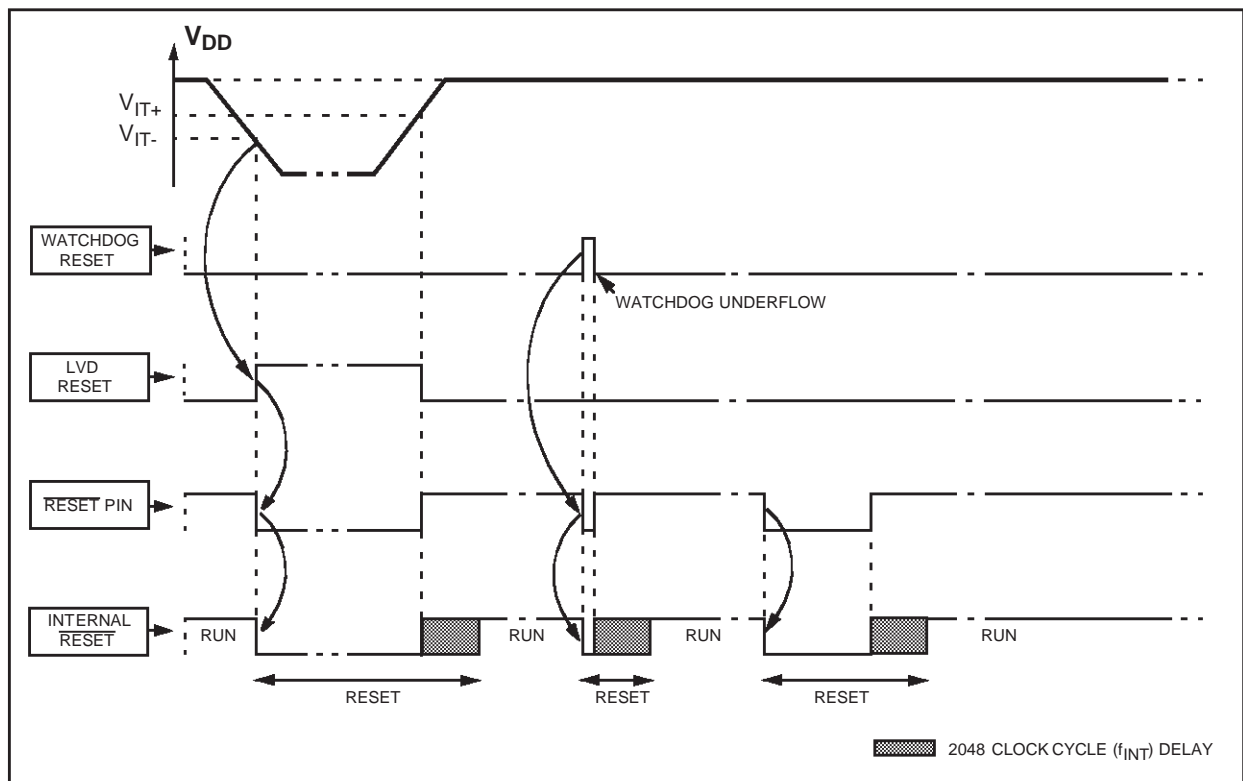 VDD
VIT+
VIT-
WATCHDOG
RESET
WATCHDOG UNDERFLOW
LVD
RESET
RESET PIN
INTERNAL
RESET
RUN
RUN
RUN
RUN
RESET
RESET
RESET
2048 CLOCK CYCLE (fINT) DELAY